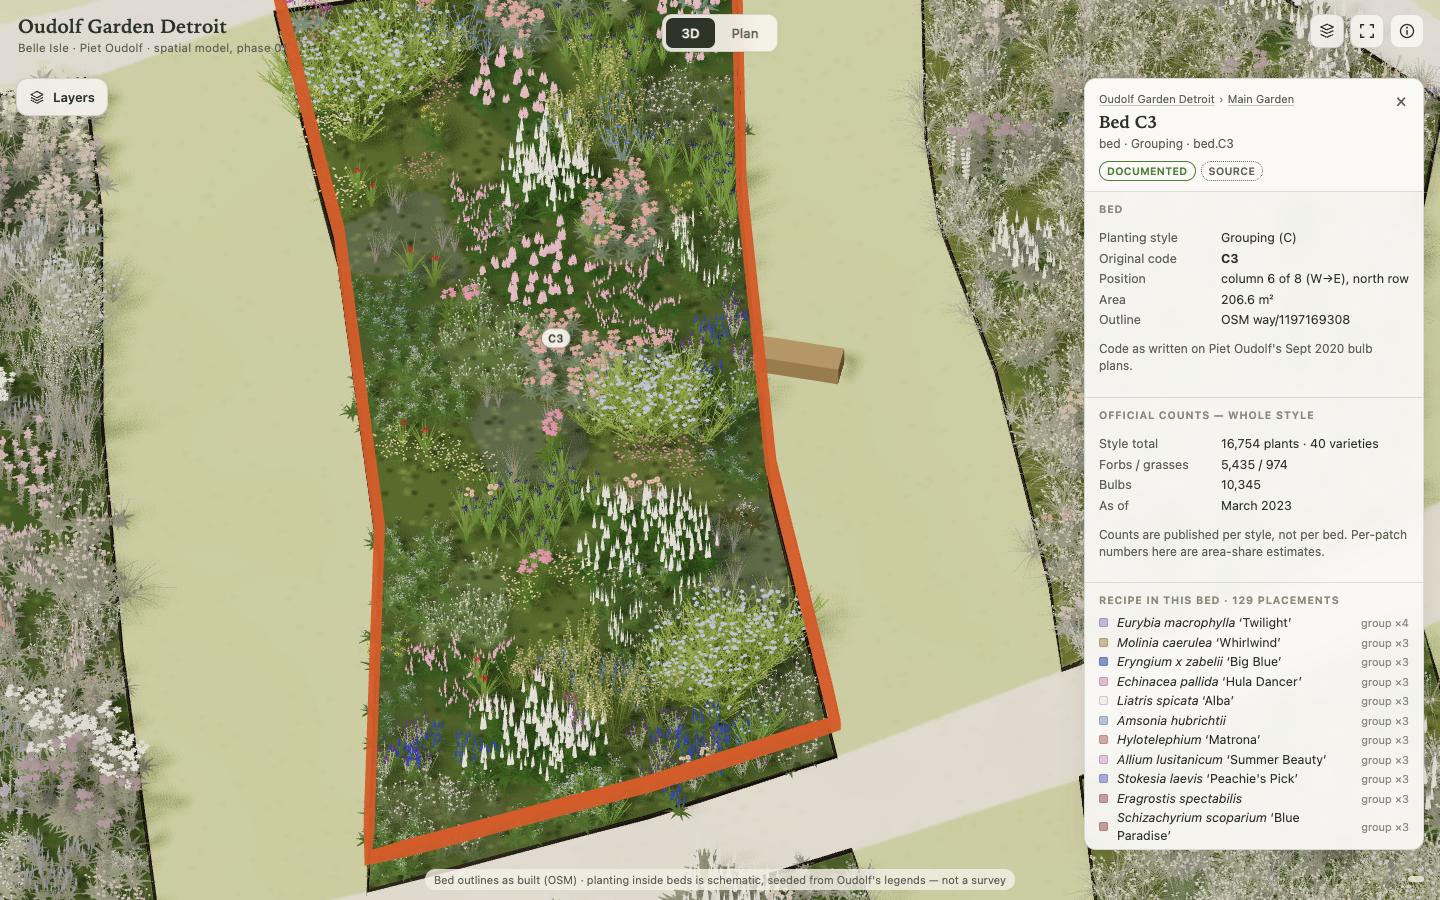 Oudolf Garden Detroit
Belle Isle · Piet Oudolf · spatial model, phase 01
3D
Plan
Layers
Oudolf Garden Detroit › Main Garden
Bed C3
bed · Grouping · bed.C3
DOCUMENTED
SOURCE
BED
Planting style Grouping (C)
Original code C3
Position column 6 of 8 (W→E), north row
Area 206.6 m²
Outline OSM way/1197169308
Code as written on Piet Oudolf's Sept 2020 bulb
plans.
OFFICIAL COUNTS — WHOLE STYLE
Style total 16,754 plants · 40 varieties
Forbs / grasses 5,435 / 974
Bulbs 10,345
As of March 2023
Counts are published per style, not per bed. Per-patch
numbers here are area-share estimates.
RECIPE IN THIS BED · 129 PLACEMENTS
Eurybia macrophylla ‘Twilight’ group ×4
Molinia caerulea ‘Whirlwind’ group ×3
Eryngium x zabelii ‘Big Blue’ group ×3
Echinacea pallida ‘Hula Dancer’ group ×3
Liatris spicata ‘Alba’ group ×3
Amsonia hubrichtii group ×3
Hylotelephium ‘Matrona’ group ×3
Allium lusitanicum ‘Summer Beauty’ group ×3
Stokesia laevis ‘Peachie's Pick’ group ×3
Eragrostis spectabilis group ×3
Schizachyrium scoparium ‘Blue
Paradise’ group ×3
C3
Bed outlines as built (OSM) · planting inside beds is schematic, seeded from Oudolf's legends — not a survey